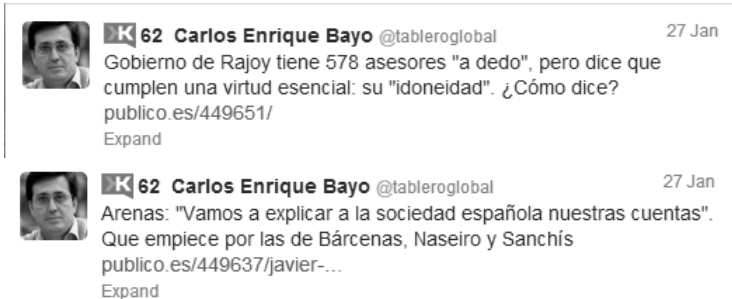 K 62 Carlos Enrique Bayo @tableroglobal 27 Jan
Gobierno de Rajoy tiene 578 asesores "a dedo", pero dice que
cumplen una virtud esencial: su "idoneidad". ¿Cómo dice?
publico.es/449651/
Expand
K 62 Carlos Enrique Bayo @tableroglobal 27 Jan
Arenas: "Vamos a explicar a la sociedad española nuestras cuentas".
Que empiece por las de Bárcenas, Naseiro y Sanchís
publico.es/449637/javier-...
Expand